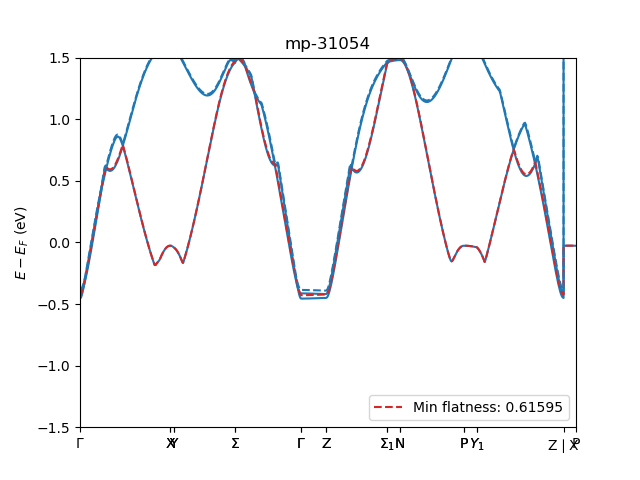 mp-31054
E − E_F (eV)
1.5
1.0
0.5
0.0
−0.5
−1.0
−1.5
Min flatness: 0.61595
Γ X Y Σ Γ Z Σ₁ N P Y₁ Z | X P